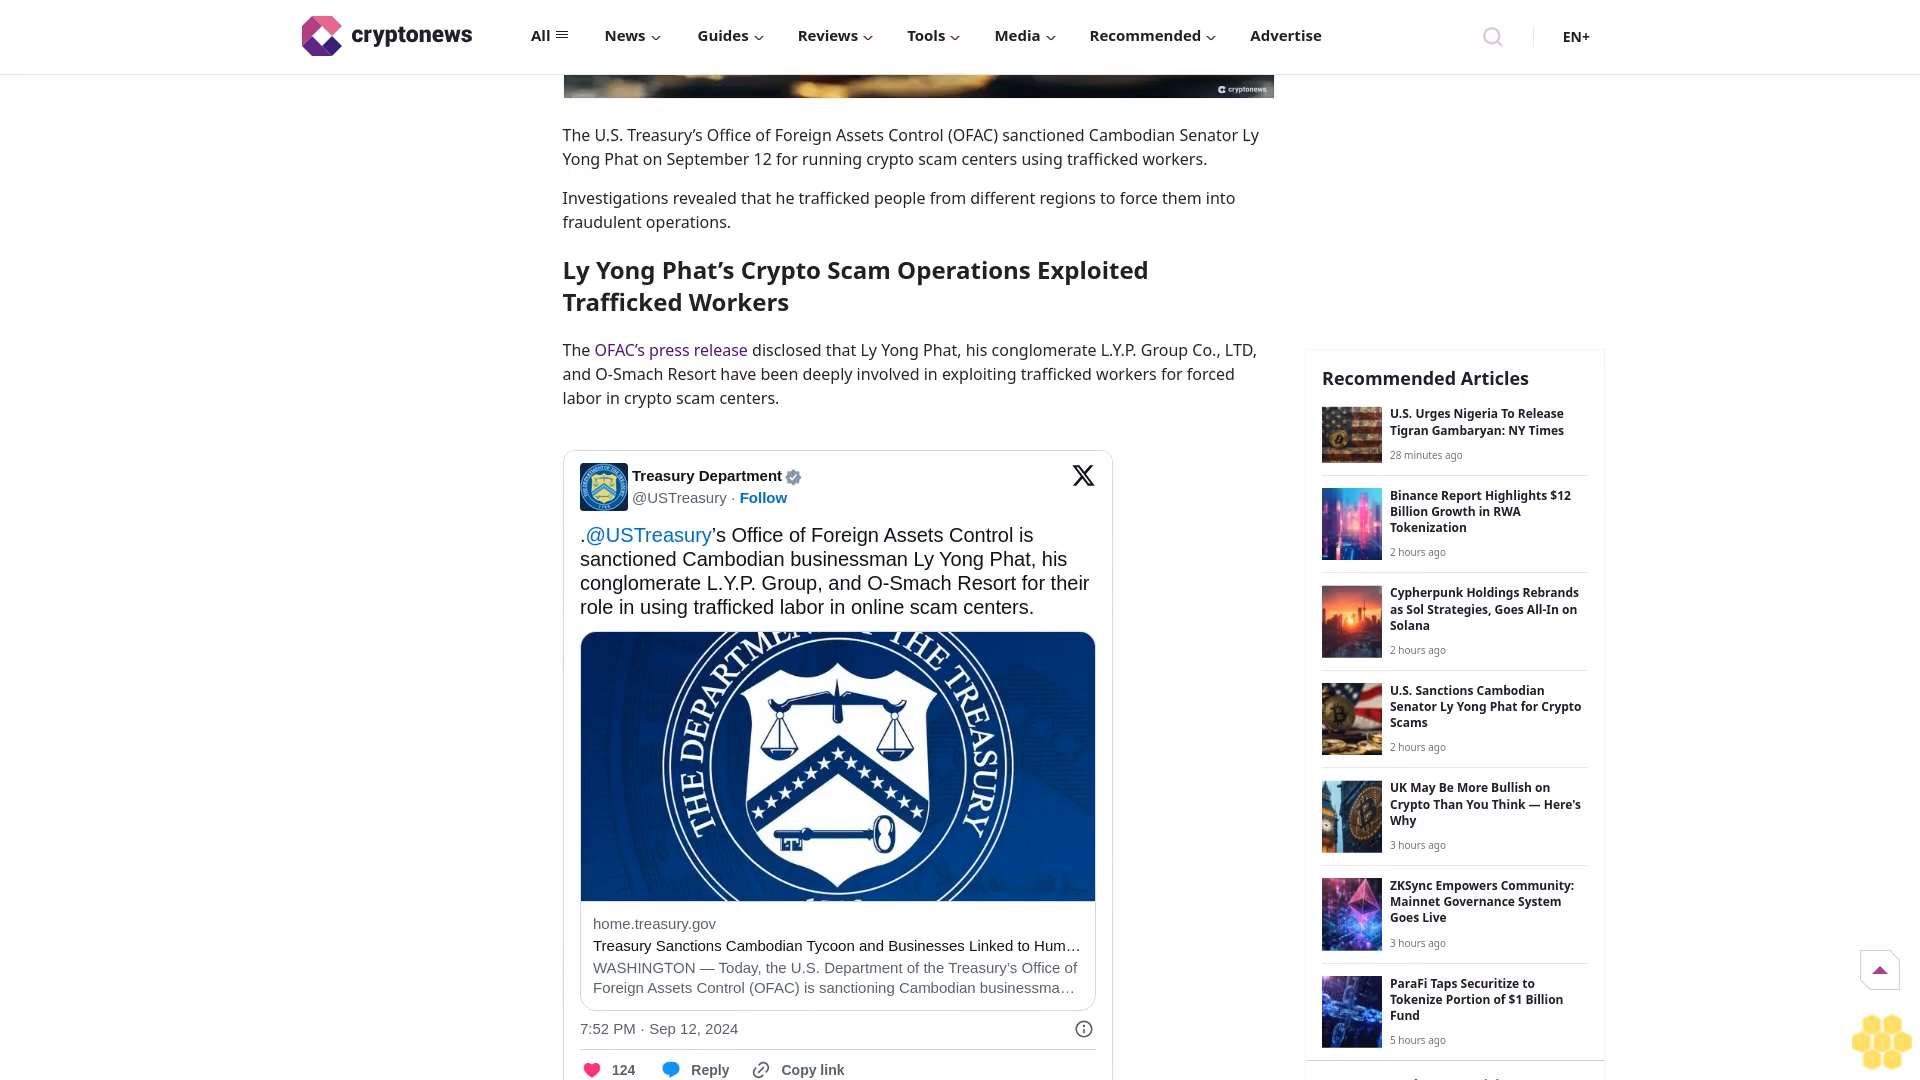 cryptonews
All
News
Guides
Reviews
Tools
Media
Recommended
Advertise
EN+
cryptonews
The U.S. Treasury’s Office of Foreign Assets Control (OFAC) sanctioned Cambodian Senator Ly
Yong Phat on September 12 for running crypto scam centers using trafficked workers.
Investigations revealed that he trafficked people from different regions to force them into
fraudulent operations.
Ly Yong Phat’s Crypto Scam Operations Exploited
Trafficked Workers
The OFAC’s press release disclosed that Ly Yong Phat, his conglomerate L.Y.P. Group Co., LTD,
and O-Smach Resort have been deeply involved in exploiting trafficked workers for forced
labor in crypto scam centers.
Treasury Department
@USTreasury · Follow
.@USTreasury’s Office of Foreign Assets Control is
sanctioned Cambodian businessman Ly Yong Phat, his
conglomerate L.Y.P. Group, and O-Smach Resort for their
role in using trafficked labor in online scam centers.
THE DEPARTMENT OF THE TREASURY
home.treasury.gov
Treasury Sanctions Cambodian Tycoon and Businesses Linked to Hum…
WASHINGTON — Today, the U.S. Department of the Treasury’s Office of
Foreign Assets Control (OFAC) is sanctioning Cambodian businessma…
7:52 PM · Sep 12, 2024
124
Reply
Copy link
Recommended Articles
U.S. Urges Nigeria To Release
Tigran Gambaryan: NY Times
28 minutes ago
Binance Report Highlights $12
Billion Growth in RWA
Tokenization
2 hours ago
Cypherpunk Holdings Rebrands
as Sol Strategies, Goes All-In on
Solana
2 hours ago
U.S. Sanctions Cambodian
Senator Ly Yong Phat for Crypto
Scams
2 hours ago
UK May Be More Bullish on
Crypto Than You Think — Here's
Why
3 hours ago
ZKSync Empowers Community:
Mainnet Governance System
Goes Live
3 hours ago
ParaFi Taps Securitize to
Tokenize Portion of $1 Billion
Fund
5 hours ago